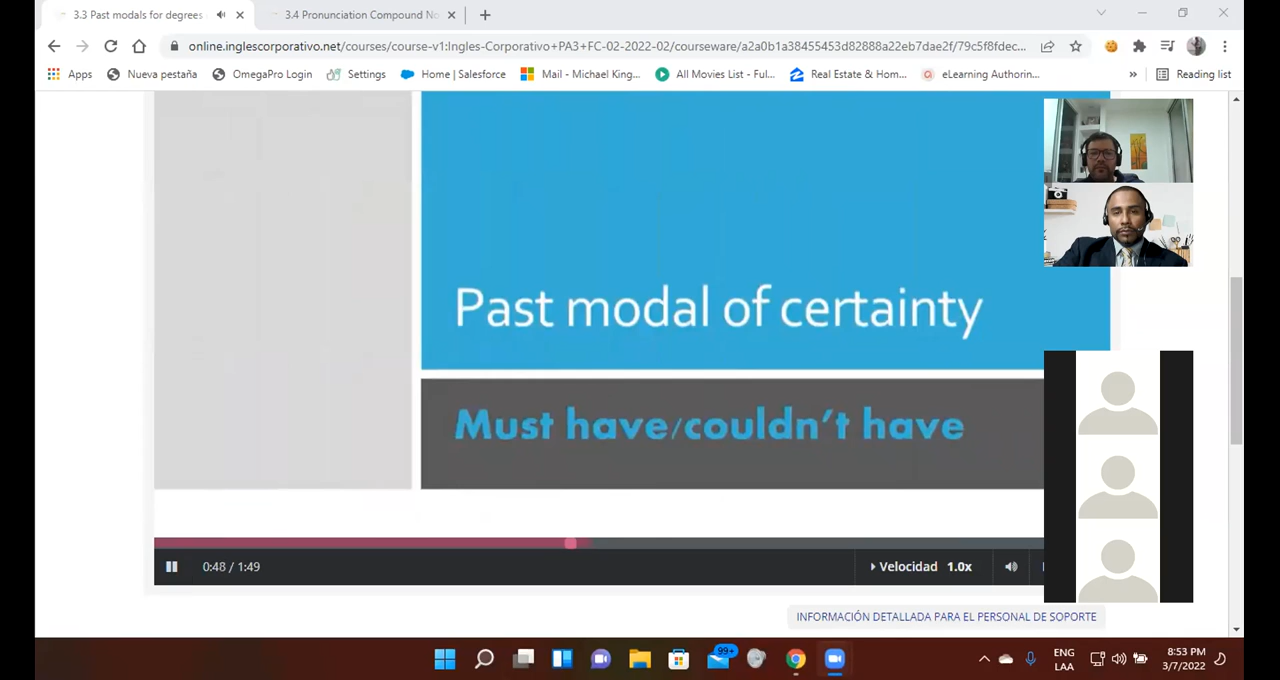 3.3 Past modals for degrees
3.4 Pronunciation Compound No
online.inglescorporativo.net/courses/course-v1:Ingles-Corporativo+PA3+FC-02-2022-02/courseware/a2a0b1a38455453d82888a22eb7dae2f/79c5f8fdec...
Apps Nueva pestaña OmegaPro Login Settings Home | Salesforce Mail - Michael King... All Movies List - Ful... Real Estate & Hom... eLearning Authorin... » Reading list
Past modal of certainty
Must have/couldn't have
0:48 / 1:49 Velocidad 1.0x
INFORMACIÓN DETALLADA PARA EL PERSONAL DE SOPORTE
99+
ENG
LAA
8:53 PM
3/7/2022